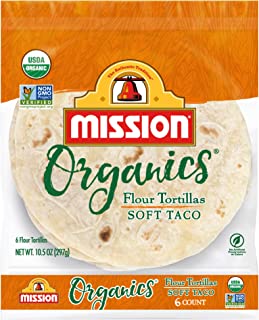 The Authentic Tradition
USDA
ORGANIC
NON
GMO
Project
VERIFIED
MISSION®
Organics®
Flour Tortillas
SOFT TACO
6 Flour Tortillas
NET WT. 10.5 OZ (297g)
MISSION
Organics®
Flour Tortillas
SOFT TACO
6 COUNT